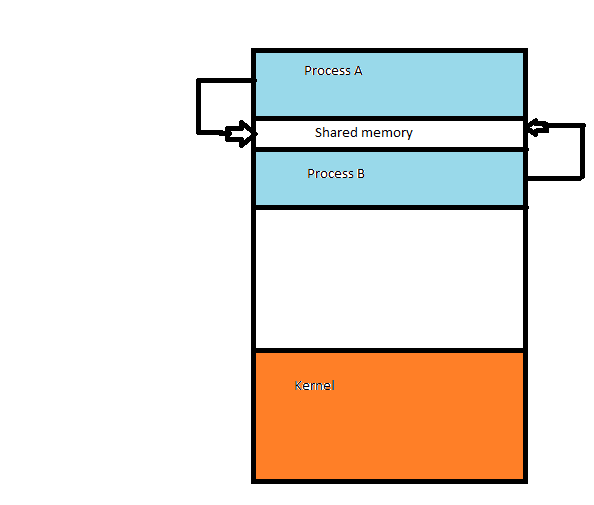 Process A
Shared memory
Process B
Kernel